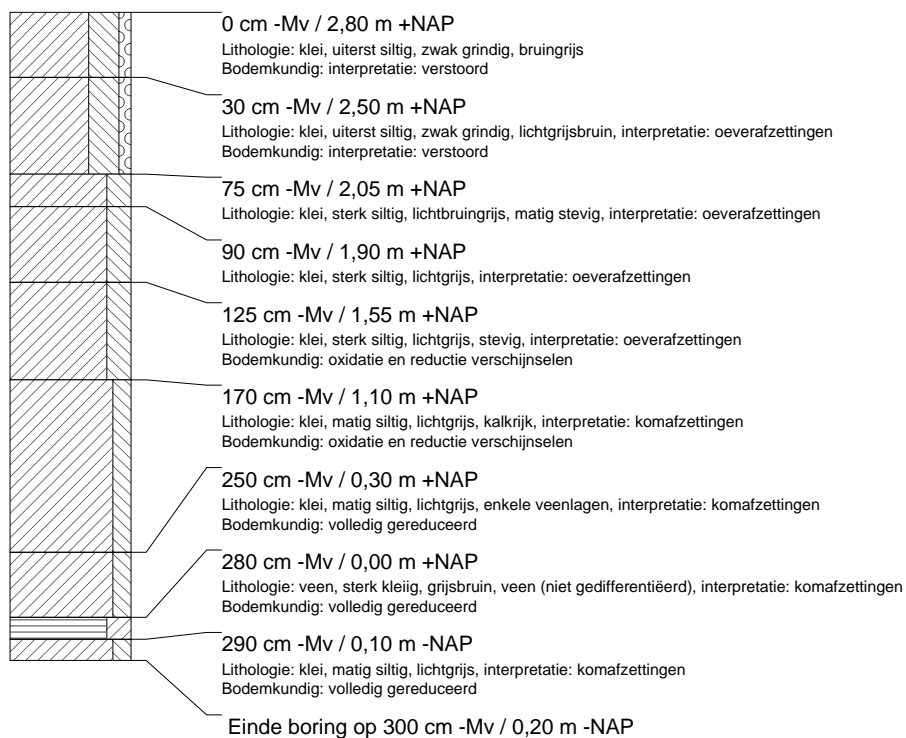 0 cm -Mv / 2,80 m +NAP
Lithologie: klei, uiterst siltig, zwak grindig, bruingrijs
Bodemkundig: interpretatie: verstoord
30 cm -Mv / 2,50 m +NAP
Lithologie: klei, uiterst siltig, zwak grindig, lichtgrijsbruin, interpretatie: oeverafzettingen
Bodemkundig: interpretatie: verstoord
75 cm -Mv / 2,05 m +NAP
Lithologie: klei, sterk siltig, lichtbruingrijs, matig stevig, interpretatie: oeverafzettingen
90 cm -Mv / 1,90 m +NAP
Lithologie: klei, sterk siltig, lichtgrijs, interpretatie: oeverafzettingen
125 cm -Mv / 1,55 m +NAP
Lithologie: klei, sterk siltig, lichtgrijs, stevig, interpretatie: oeverafzettingen
Bodemkundig: oxidatie en reductie verschijnselen
170 cm -Mv / 1,10 m +NAP
Lithologie: klei, matig siltig, lichtgrijs, kalkrijk, interpretatie: komafzettingen
Bodemkundig: oxidatie en reductie verschijnselen
250 cm -Mv / 0,30 m +NAP
Lithologie: klei, matig siltig, lichtgrijs, enkele veenlagen, interpretatie: komafzettingen
Bodemkundig: volledig gereduceerd
280 cm -Mv / 0,00 m +NAP
Lithologie: veen, sterk kleiig, grijsbruin, veen (niet gedifferentiëerd), interpretatie: komafzettingen
Bodemkundig: volledig gereduceerd
290 cm -Mv / 0,10 m -NAP
Lithologie: klei, matig siltig, lichtgrijs, interpretatie: komafzettingen
Bodemkundig: volledig gereduceerd
Einde boring op 300 cm -Mv / 0,20 m -NAP